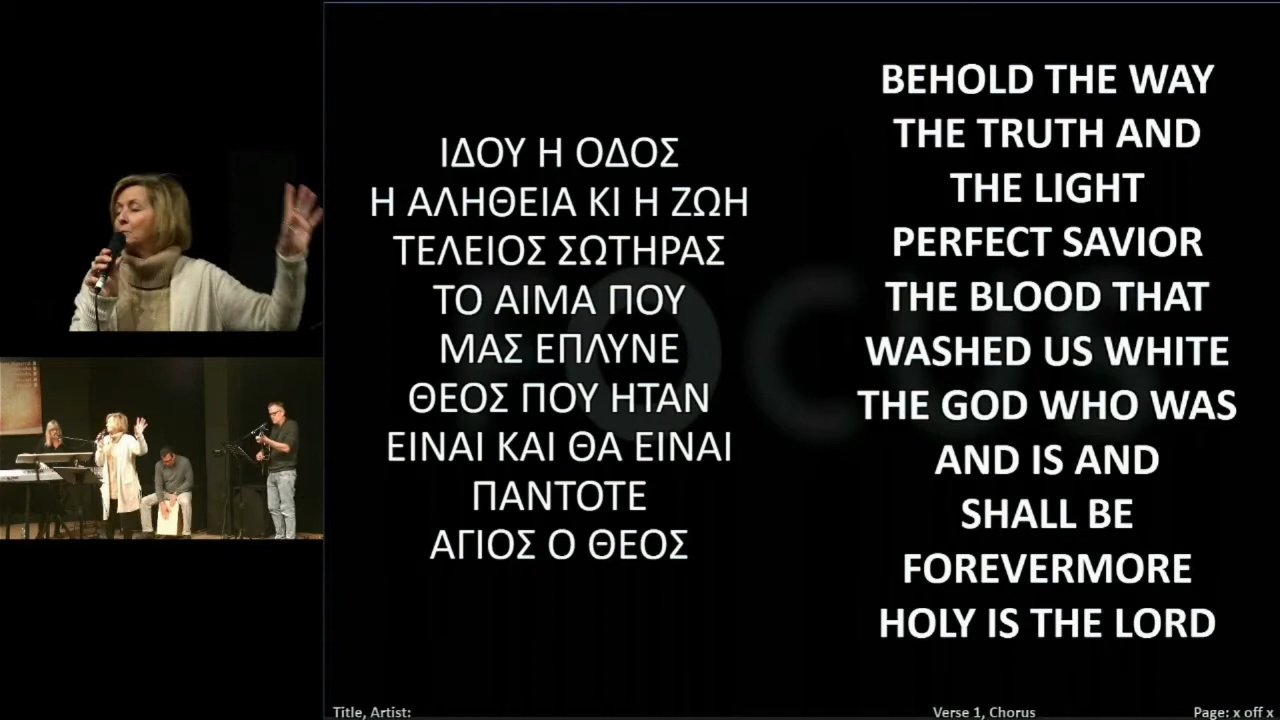 ΙΔΟΥ Η ΟΔΟΣ
Η ΑΛΗΘΕΙΑ ΚΙ Η ΖΩΗ
ΤΕΛΕΙΟΣ ΣΩΤΗΡΑΣ
ΤΟ ΑΙΜΑ ΠΟΥ
ΜΑΣ ΕΠΛΥΝΕ
ΘΕΟΣ ΠΟΥ ΗΤΑΝ
ΕΙΝΑΙ ΚΑΙ ΘΑ ΕΙΝΑΙ
ΠΑΝΤΟΤΕ
ΑΓΙΟΣ Ο ΘΕΟΣ
BEHOLD THE WAY
THE TRUTH AND
THE LIGHT
PERFECT SAVIOR
THE BLOOD THAT
WASHED US WHITE
THE GOD WHO WAS
AND IS AND
SHALL BE
FOREVERMORE
HOLY IS THE LORD
FOCUS
Title, Artist:
Verse 1, Chorus
Page: x off x